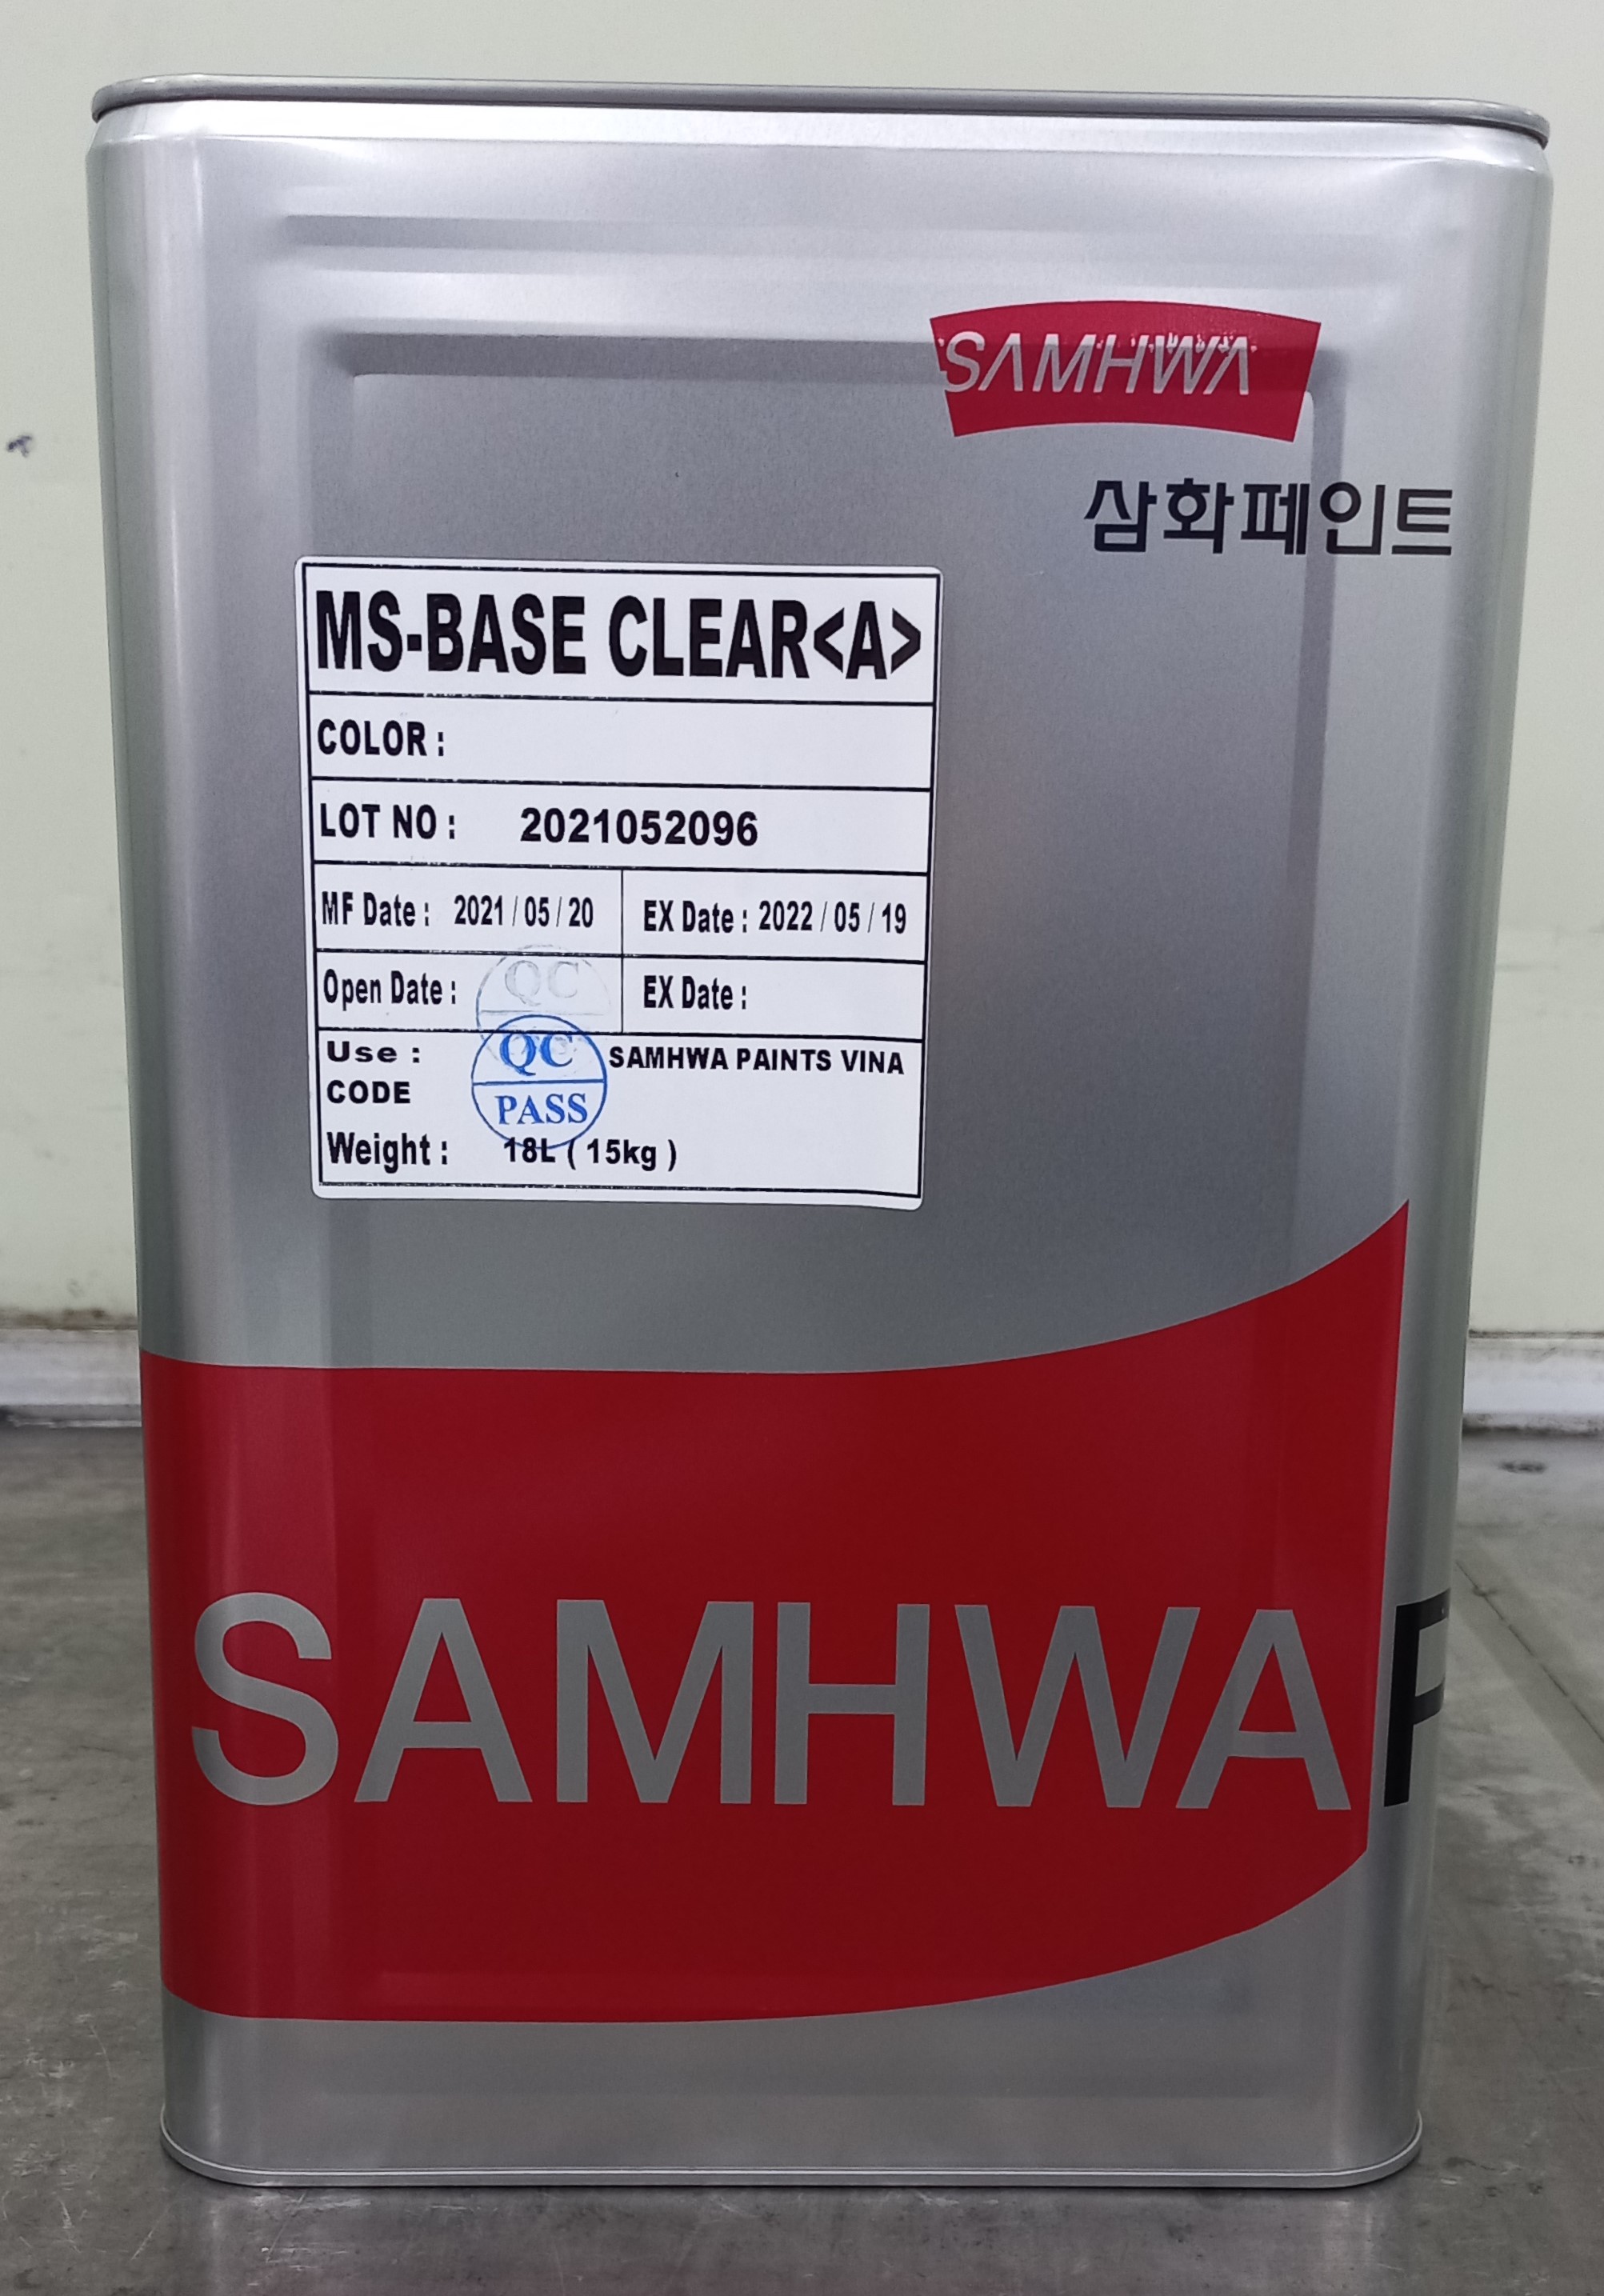 SAMHWA
삼화페인트
MS-BASE CLEAR<A>
COLOR :
LOT NO : 2021052096
MF Date : 2021 / 05 / 20 EX Date : 2022 / 05 / 19
Open Date : EX Date :
QC
Use : SAMHWA PAINTS VINA
CODE
QC
PASS
Weight : 18L ( 15kg )
SAMHWA P